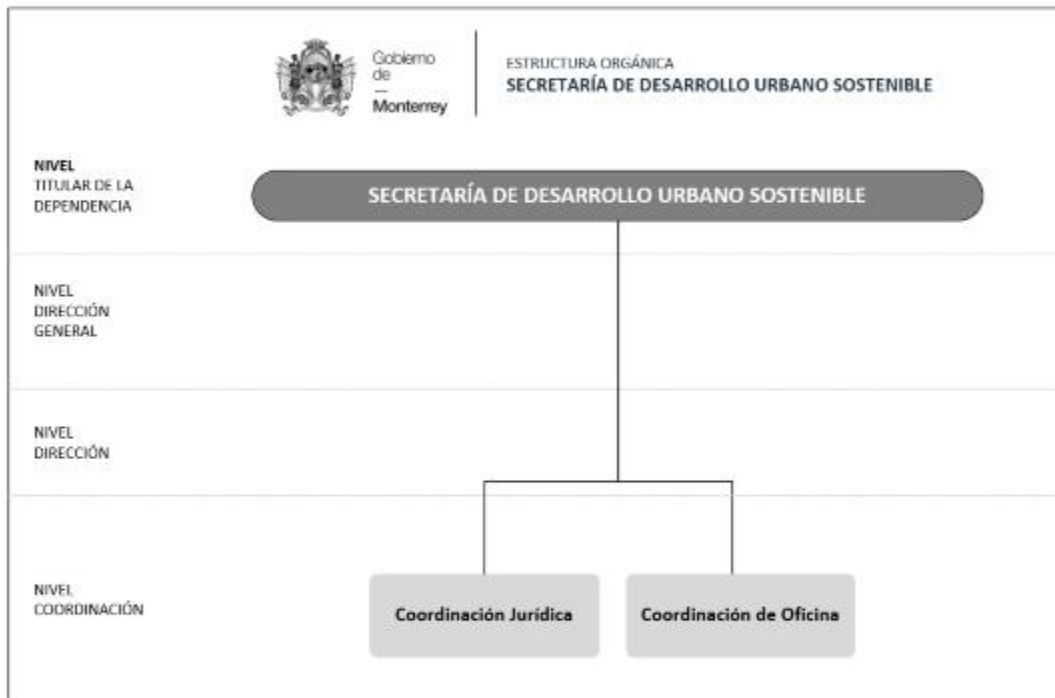 Gobierno
de
—
Monterrey
ESTRUCTURA ORGÁNICA
SECRETARÍA DE DESARROLLO URBANO SOSTENIBLE
NIVEL
TITULAR DE LA
DEPENDENCIA
SECRETARÍA DE DESARROLLO URBANO SOSTENIBLE
NIVEL
DIRECCIÓN
GENERAL
NIVEL
DIRECCIÓN
NIVEL
COORDINACIÓN
Coordinación Jurídica
Coordinación de Oficina